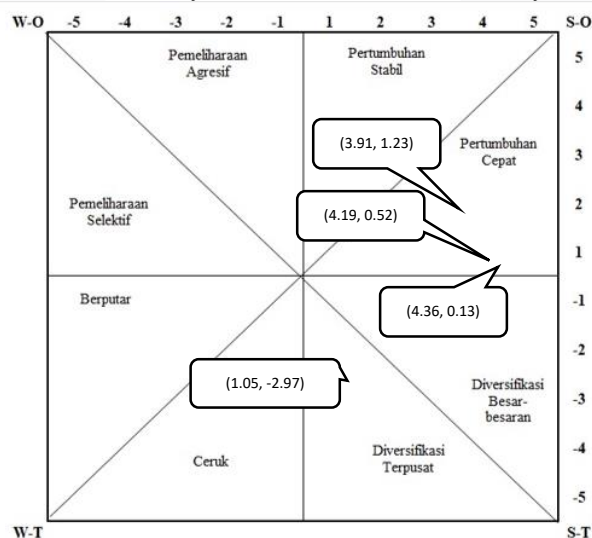 W-O -5 -4 -3 -2 -1 1 2 3 4 5 S-O
Pemeliharaan
Agresif
Pertumbuhan
Stabil
5
4
(3.91, 1.23)
Pertumbuhan
Cepat
3
Pemeliharaan
Selektif
(4.19, 0.52)
2
1
Berputar
(4.36, 0.13)
-1
-2
(1.05, -2.97)
Diversifikasi
Besar-
besaran
-3
Ceruk
Diversifikasi
Terpusat
-4
-5
W-T
S-T